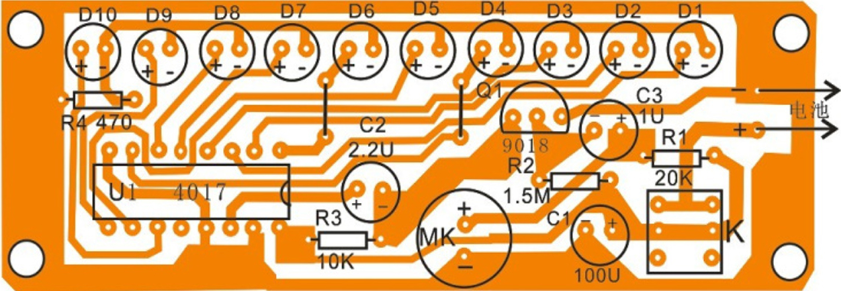 D10 D9 D8 D7 D6 D5 D4 D3 D2 D1
+ - + - + - + - + - + - + - + - + - + -
R4 470
Q1
C3
1U
- +
−
电池
+
C2
2.2U
9018
R1
20K
R2
1.5M
U1 4017
+ −
R3
10K
MK
+
−
C1
+
100U
K